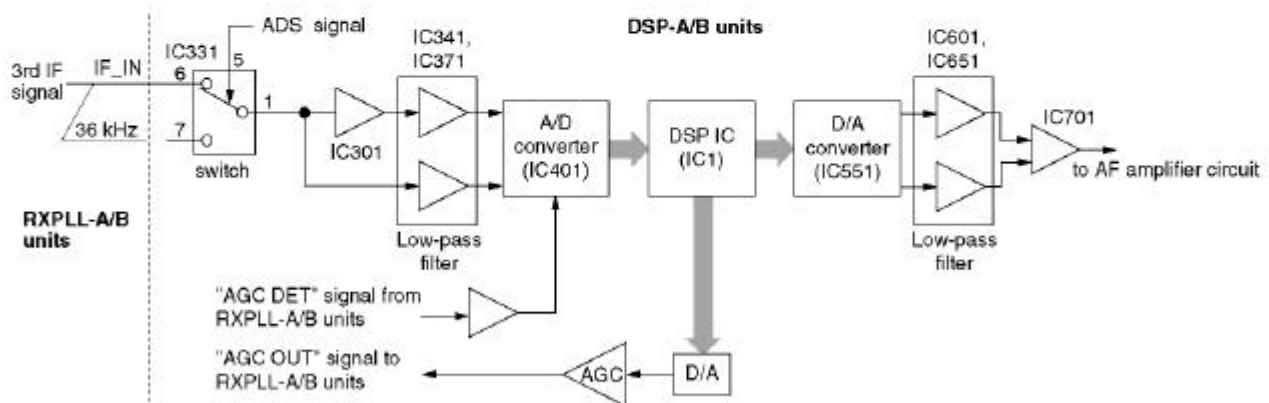 ADS signal
DSP-A/B units
IC331
5
IC341,
IC371
IC601,
IC651
3rd IF
signal
IF_IN
6
1
36 kHz
7
IC301
switch
A/D
converter
(IC401)
DSP IC
(IC1)
D/A
converter
(IC551)
IC701
to AF amplifier circuit
RXPLL-A/B
units
Low-pass
filter
Low-pass
filter
"AGC DET" signal from
RXPLL-A/B units
"AGC OUT" signal to
RXPLL-A/B units
AGC
D/A